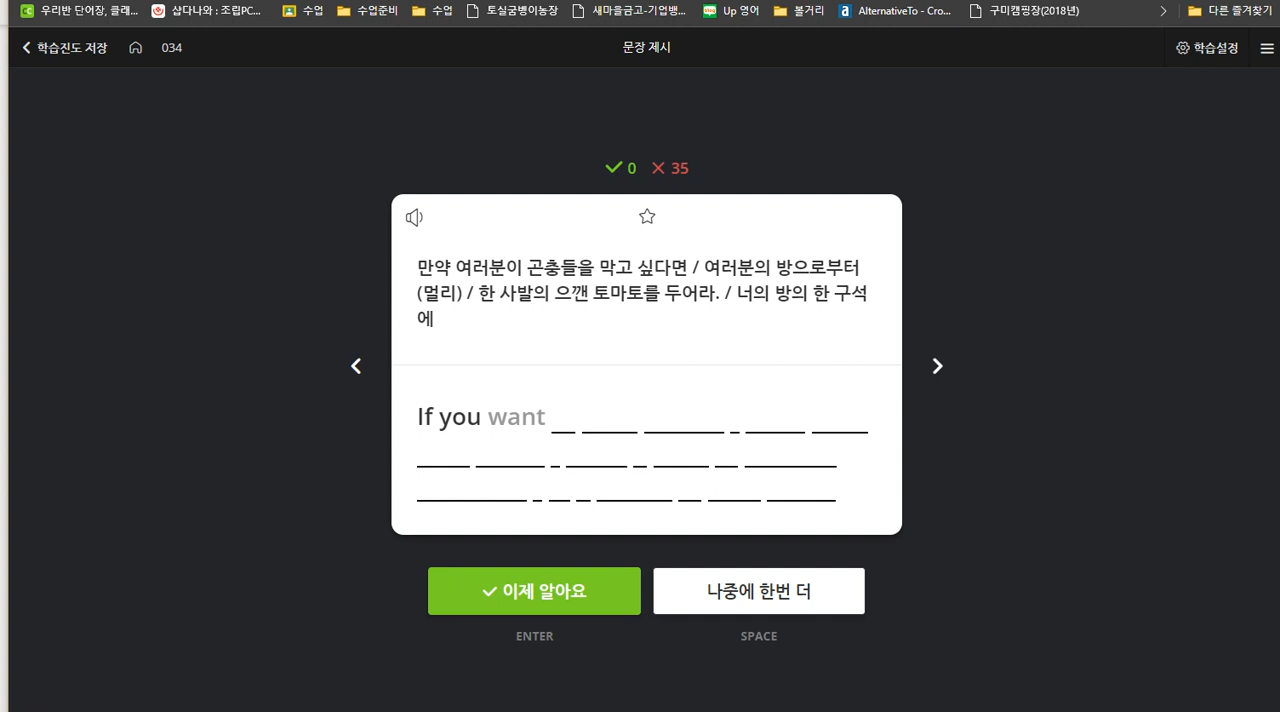 우리반 단어장, 클래... 샵다나와 : 조립PC... 수업 수업준비 수업 토실굼벵이농장 새마을금고-기업뱅... Up 영어 볼거리 AlternativeTo - Cro... 구미캠핑장(2018년) 다른 즐겨찾기
학습진도 저장 034 문장 제시 학습설정
0 35
만약 여러분이 곤충들을 막고 싶다면 / 여러분의 방으로부터
(멀리) / 한 사발의 으깬 토마토를 두어라. / 너의 방의 한 구석
에
If you want
이제 알아요 나중에 한번 더
ENTER SPACE